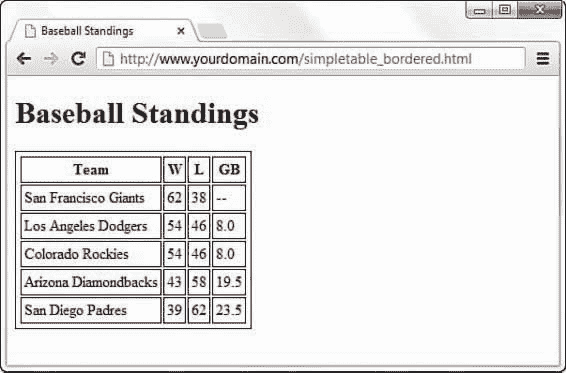 Baseball Standings
http://www.yourdomain.com/simpletable_bordered.html
Baseball Standings
Team W L GB
San Francisco Giants 62 38 --
Los Angeles Dodgers 54 46 8.0
Colorado Rockies 54 46 8.0
Arizona Diamondbacks 43 58 19.5
San Diego Padres 39 62 23.5